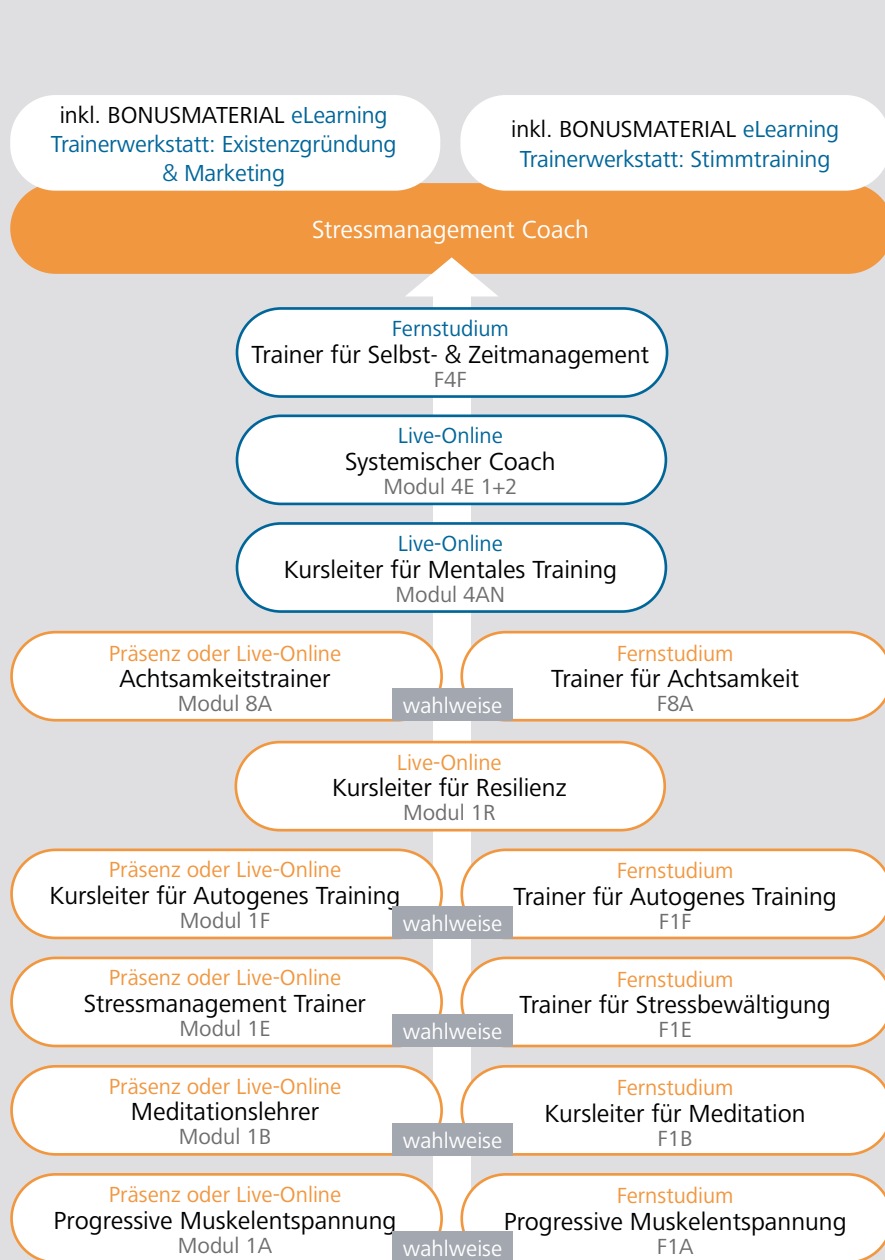 inkl. BONUSMATERIAL eLearning
Trainerwerkstatt: Existenzgründung
& Marketing
inkl. BONUSMATERIAL eLearning
Trainerwerkstatt: Stimmtraining
Stressmanagement Coach
Fernstudium
Trainer für Selbst- & Zeitmanagement
F4F
Live-Online
Systemischer Coach
Modul 4E 1+2
Live-Online
Kursleiter für Mentales Training
Modul 4AN
Präsenz oder Live-Online
Achtsamkeitstrainer
Modul 8A
wahlweise
Fernstudium
Trainer für Achtsamkeit
F8A
Live-Online
Kursleiter für Resilienz
Modul 1R
Präsenz oder Live-Online
Kursleiter für Autogenes Training
Modul 1F
wahlweise
Fernstudium
Trainer für Autogenes Training
F1F
Präsenz oder Live-Online
Stressmanagement Trainer
Modul 1E
wahlweise
Fernstudium
Trainer für Stressbewältigung
F1E
Präsenz oder Live-Online
Meditationslehrer
Modul 1B
wahlweise
Fernstudium
Kursleiter für Meditation
F1B
Präsenz oder Live-Online
Progressive Muskelentspannung
Modul 1A
wahlweise
Fernstudium
Progressive Muskelentspannung
F1A